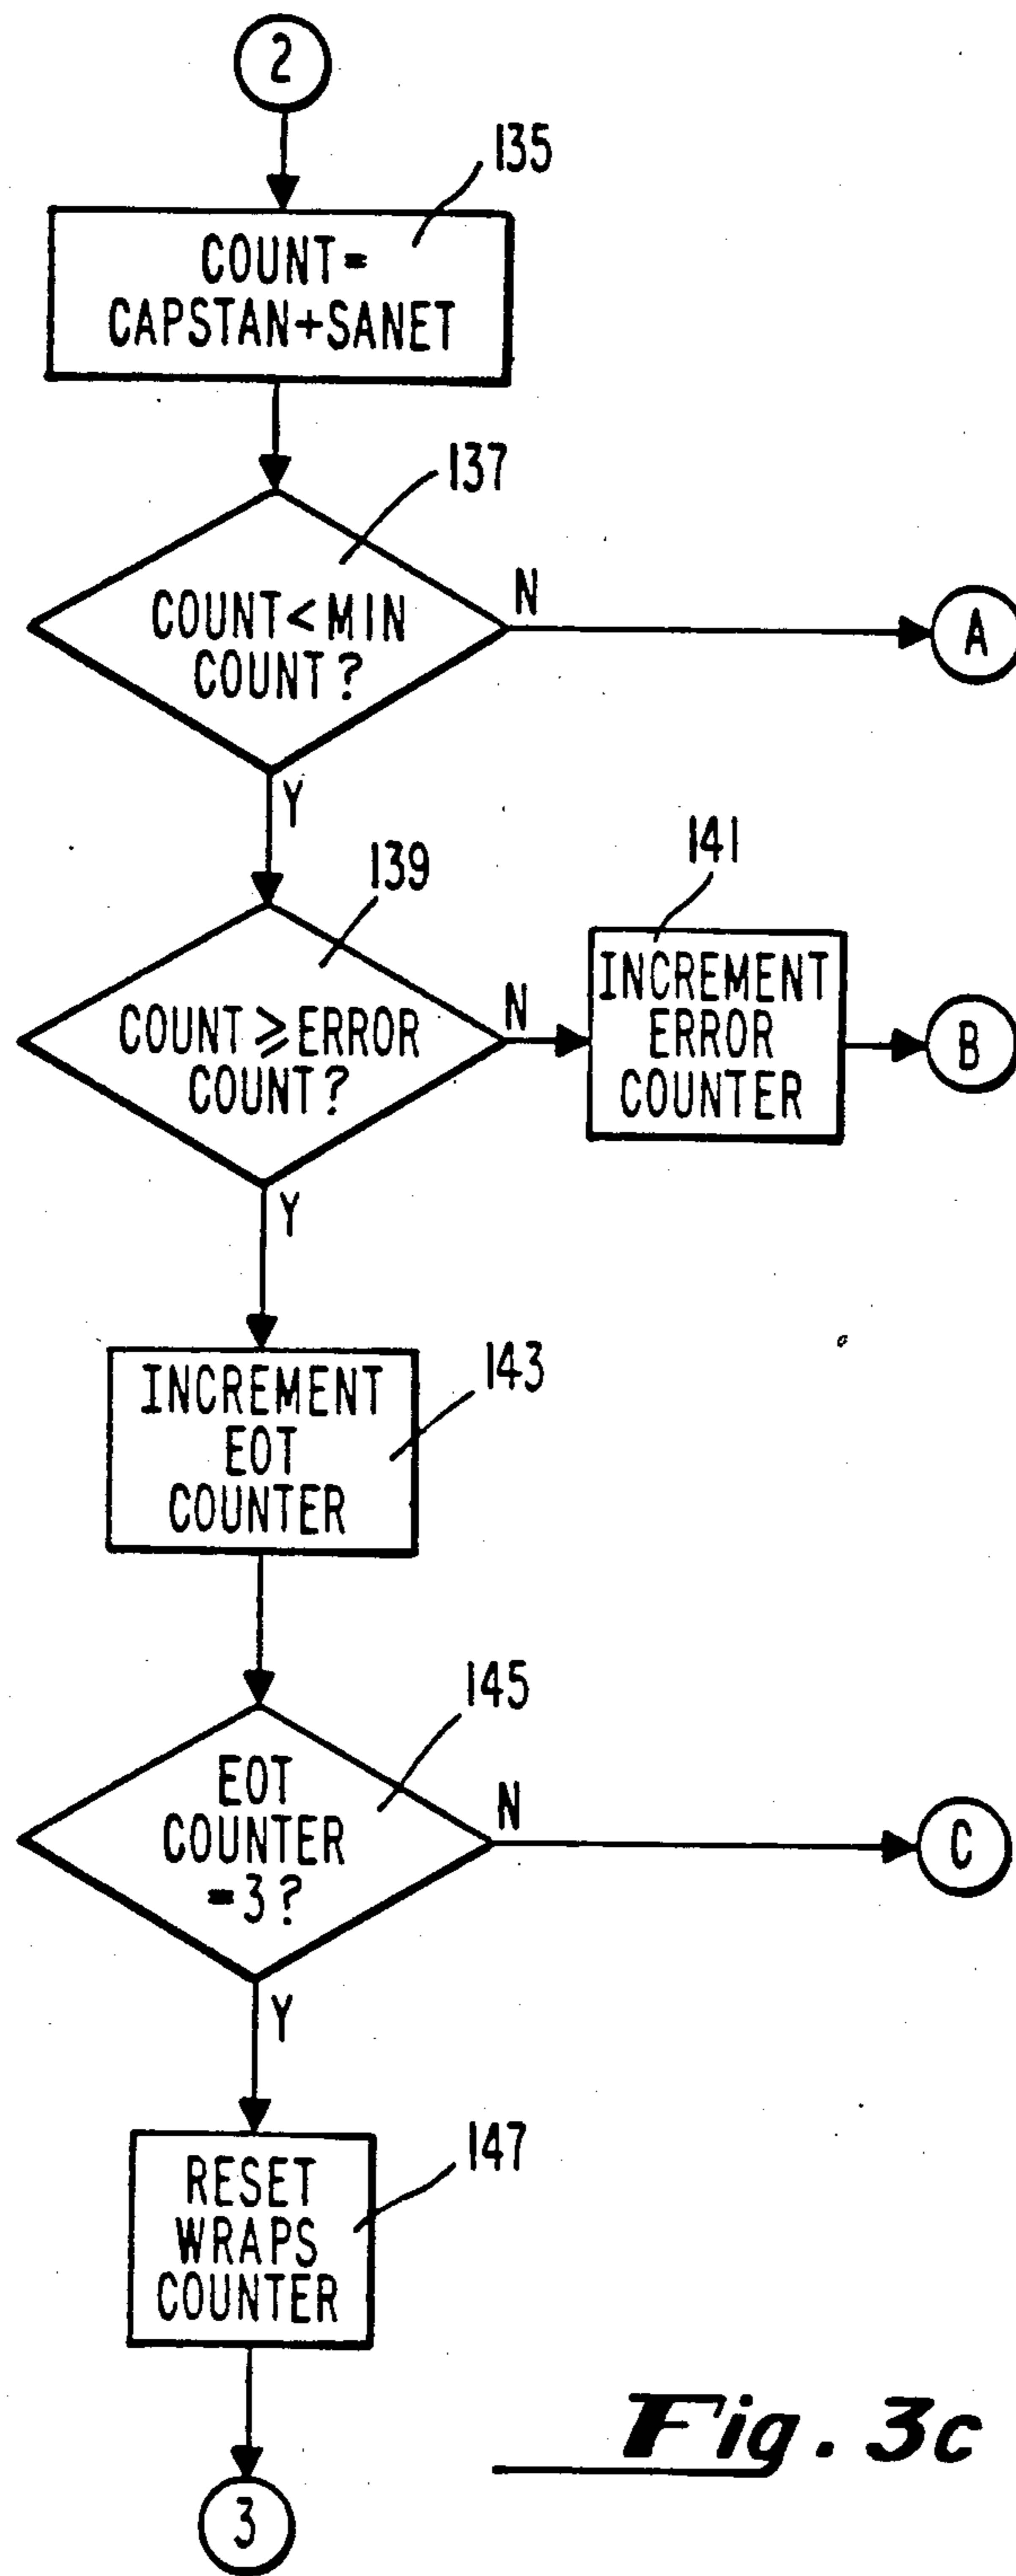 2
135
COUNT=
CAPSTAN+SANET
137
COUNT<MIN
COUNT?
N
A
Y
139
141
COUNT≥ERROR
COUNT?
N
INCREMENT
ERROR
COUNTER
B
Y
143
INCREMENT
EOT
COUNTER
145
EOT
COUNTER
=3?
N
C
Y
147
RESET
WRAPS
COUNTER
3
Fig. 3c